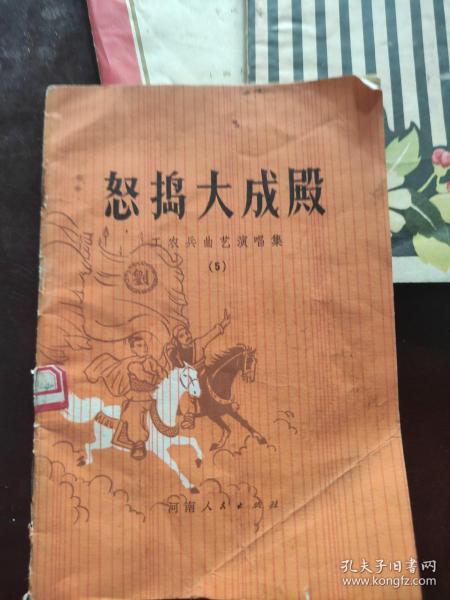 怒捣大成殿
工农兵曲艺演唱集
(5)
劉
河南人民出版社
孔夫子旧书网
www.kongfz.com